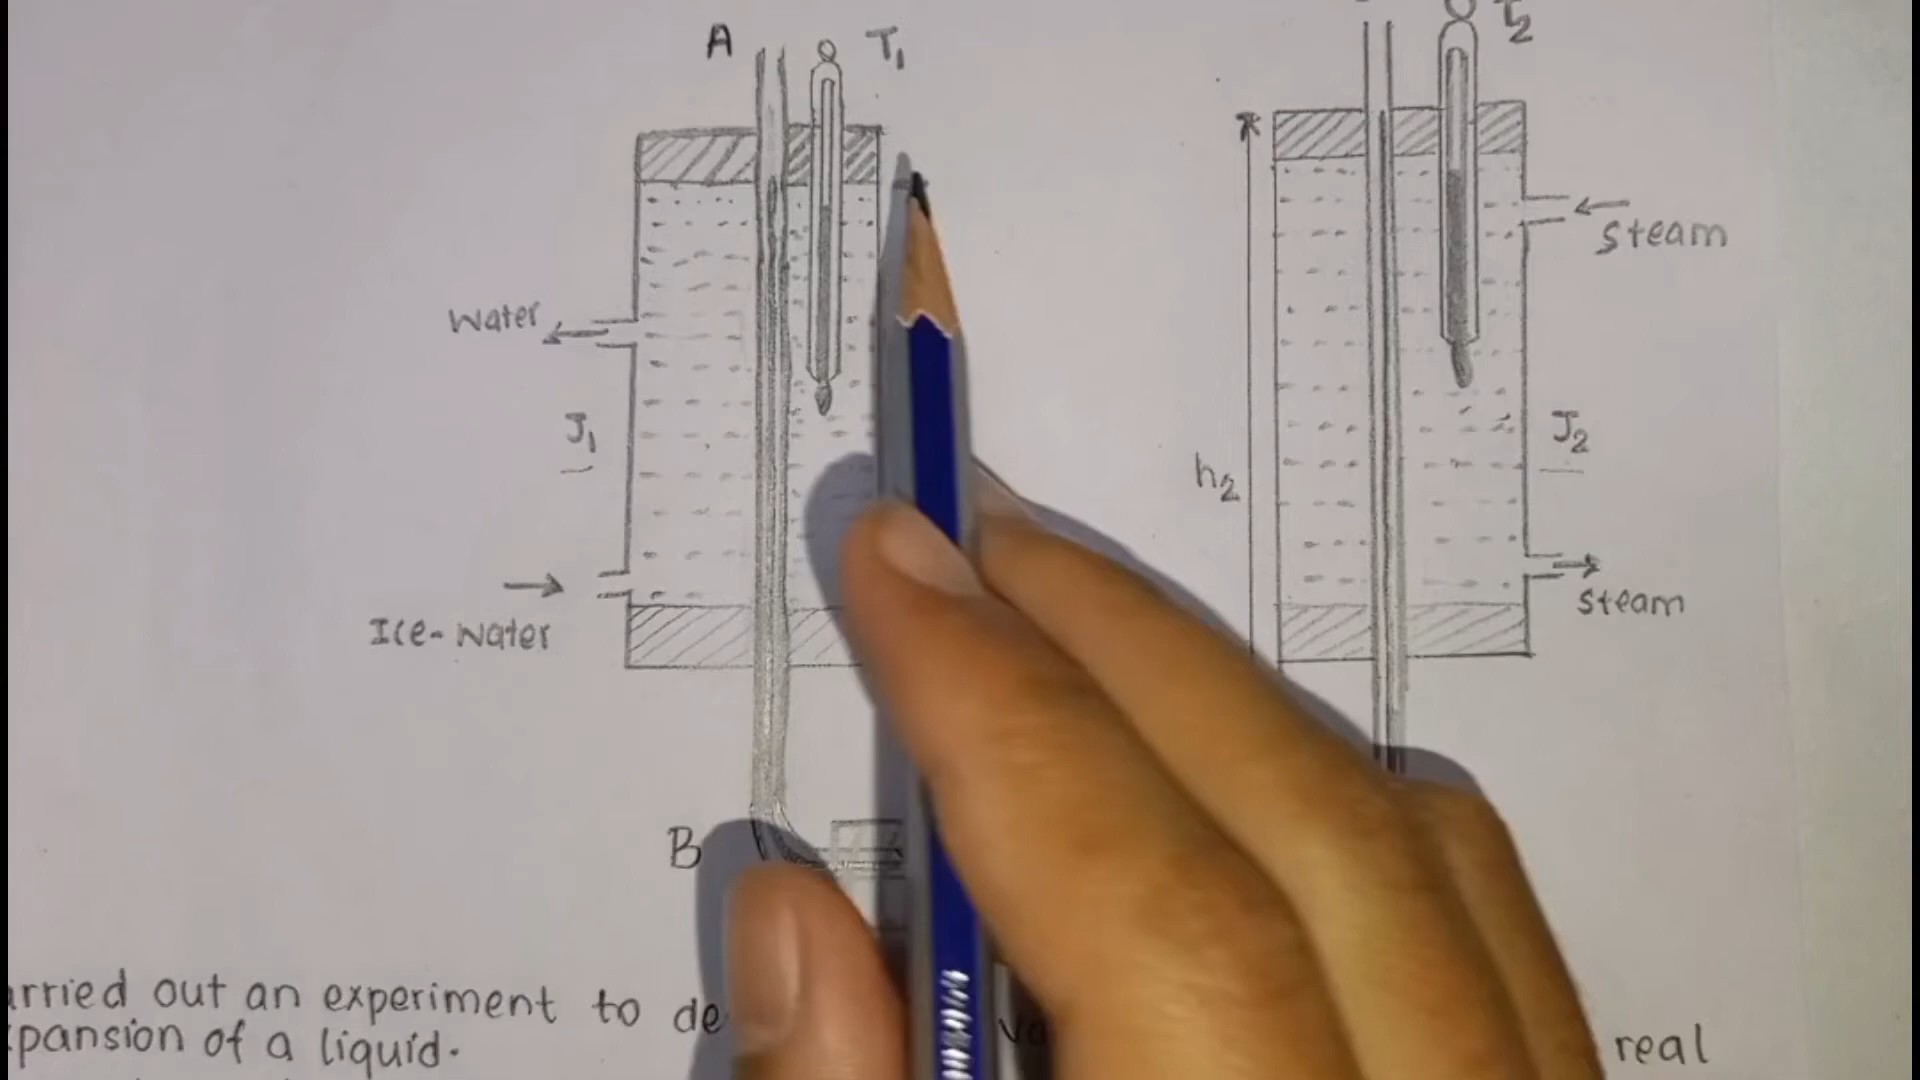 A
T1
T2
Water
steam
J1
J2
h2
Ice-water
steam
B
arried out an experiment to de
real
pansion of a liquid.